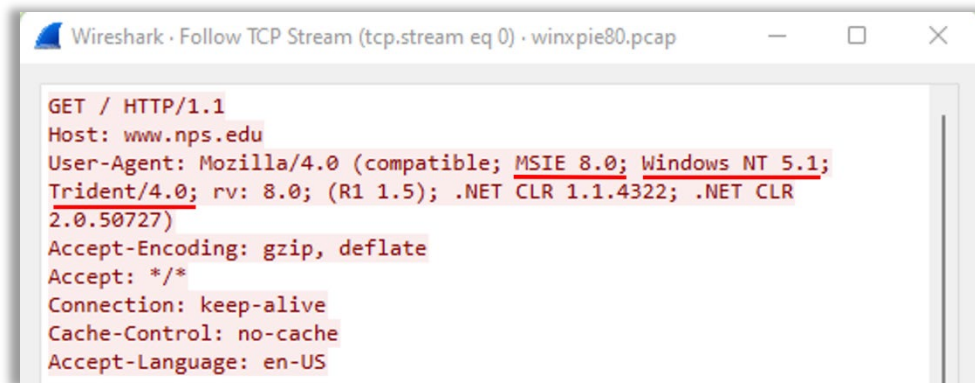 Wireshark · Follow TCP Stream (tcp.stream eq 0) · winxpie80.pcap
GET / HTTP/1.1
Host: www.nps.edu
User-Agent: Mozilla/4.0 (compatible; MSIE 8.0; Windows NT 5.1;
Trident/4.0; rv: 8.0; (R1 1.5); .NET CLR 1.1.4322; .NET CLR
2.0.50727)
Accept-Encoding: gzip, deflate
Accept: */*
Connection: keep-alive
Cache-Control: no-cache
Accept-Language: en-US